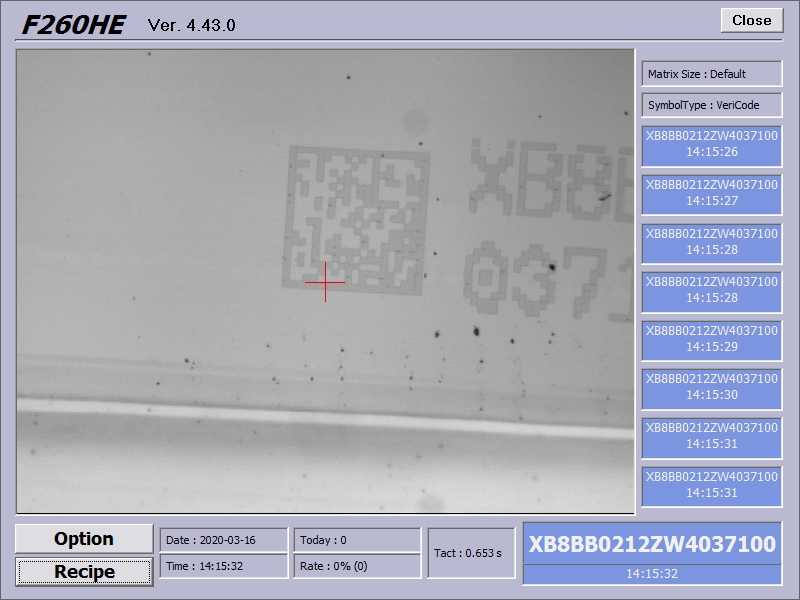 F260HE Ver. 4.43.0
Close
XB8B
0371
Matrix Size : Default
SymbolType : VeriCode
XB8BB0212ZW4037100
14:15:26
XB8BB0212ZW4037100
14:15:27
XB8BB0212ZW4037100
14:15:28
XB8BB0212ZW4037100
14:15:28
XB8BB0212ZW4037100
14:15:29
XB8BB0212ZW4037100
14:15:30
XB8BB0212ZW4037100
14:15:31
XB8BB0212ZW4037100
14:15:31
Option
Recipe
Date : 2020-03-16
Time : 14:15:32
Today : 0
Rate : 0% (0)
Tact : 0.653 s
XB8BB0212ZW4037100
14:15:32